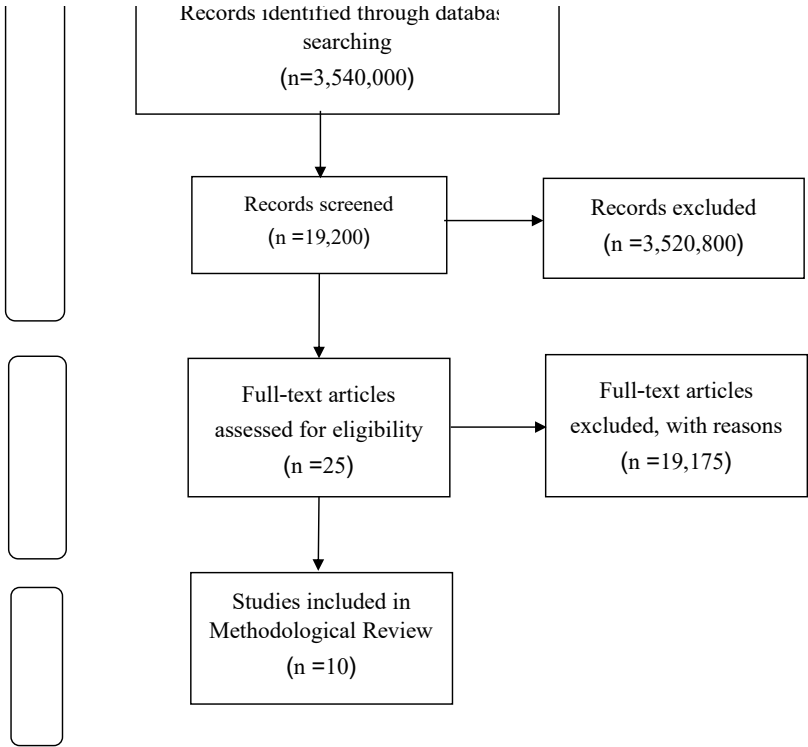 Records identified through
searching
(n=3,540,000)
Records screened
(n =19,200)
Records excluded
(n =3,520,800)
Full-text articles
assessed for eligibility
(n =25)
Full-text articles
excluded, with reasons
(n =19,175)
Studies included in
Methodological Review
(n =10)